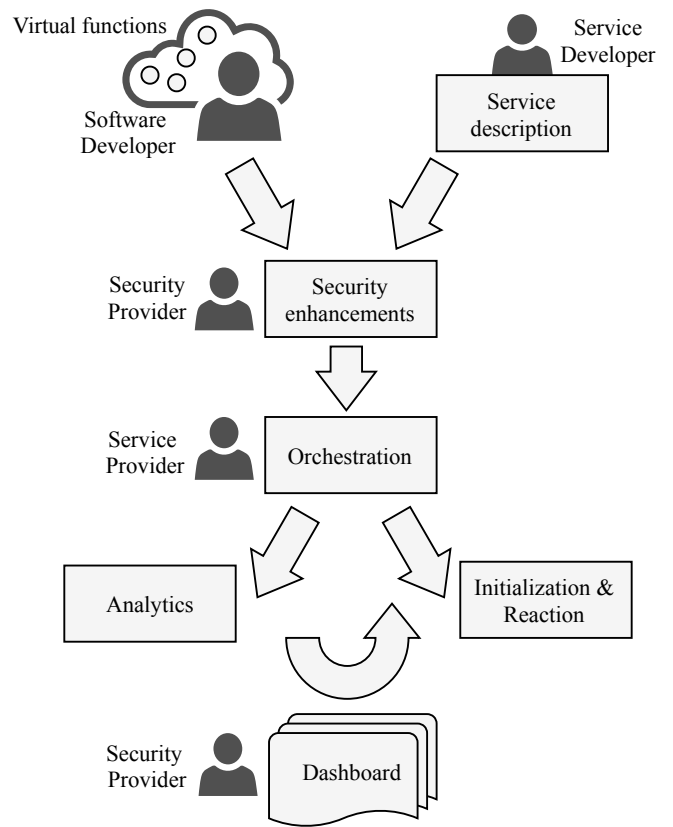 Virtual functions
Software
Developer
Service
Developer
Service
description
Security
Provider
Security
enhancements
Service
Provider
Orchestration
Analytics
Initialization &
Reaction
Security
Provider
Dashboard